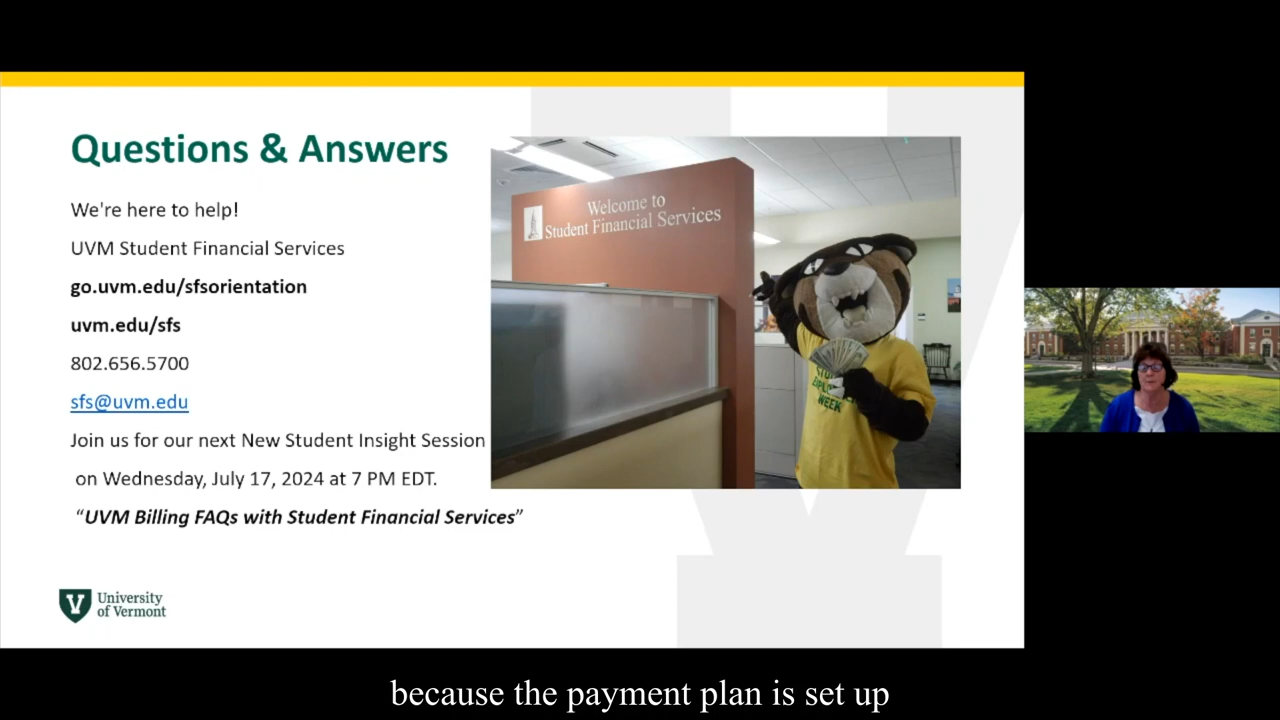 Questions & Answers
We're here to help!
UVM Student Financial Services
go.uvm.edu/sfsorientation
uvm.edu/sfs
802.656.5700
sfs@uvm.edu
Join us for our next New Student Insight Session
on Wednesday, July 17, 2024 at 7 PM EDT.
“UVM Billing FAQs with Student Financial Services”
Welcome to
Student Financial Services
WEEK
V
University
of Vermont
because the payment plan is set up